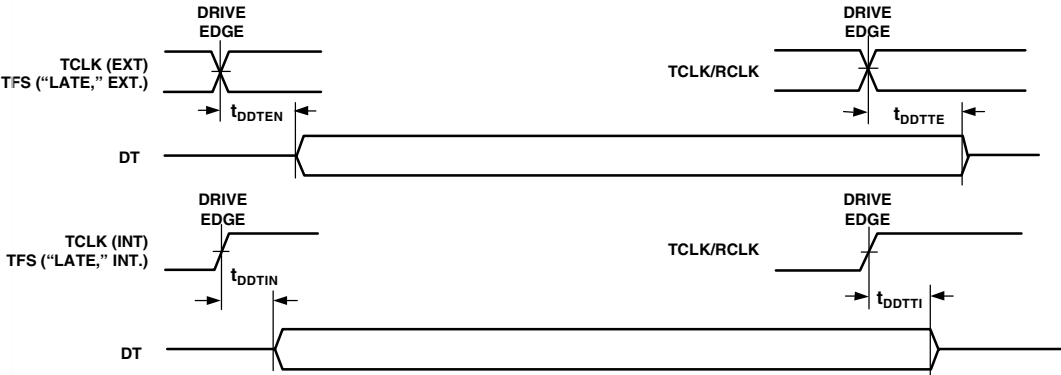 DRIVE
EDGE
DRIVE
EDGE
TCLK (EXT)
TFS ("LATE," EXT.)
TCLK/RCLK
tDDTEN
tDDTTE
DT
DRIVE
EDGE
DRIVE
EDGE
TCLK (INT)
TFS ("LATE," INT.)
TCLK/RCLK
tDDTIN
tDDTTI
DT